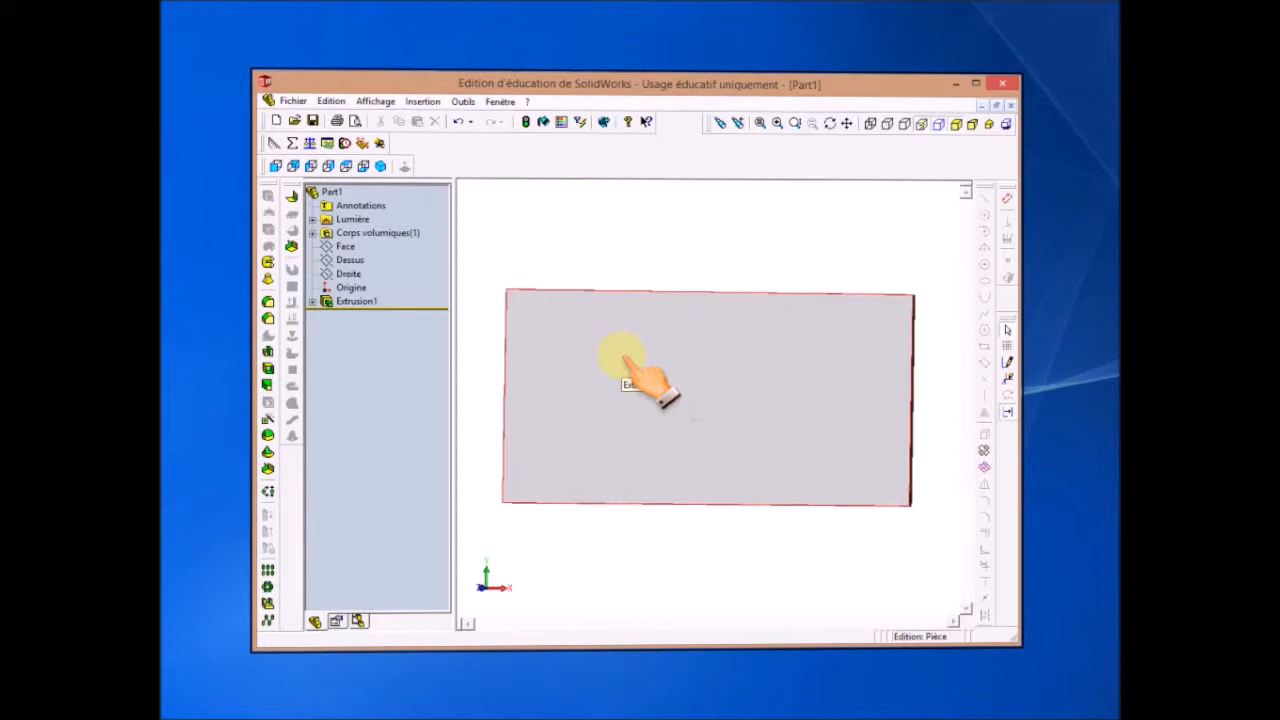 Edition d'éducation de SolidWorks - Usage éducatif uniquement - [Part1]
Fichier Edition Affichage Insertion Outils Fenêtre ?
Part1
Annotations
Lumière
Corps volumiques(1)
Face
Dessus
Droite
Origine
Extrusion1
Y
X
Edition: Pièce